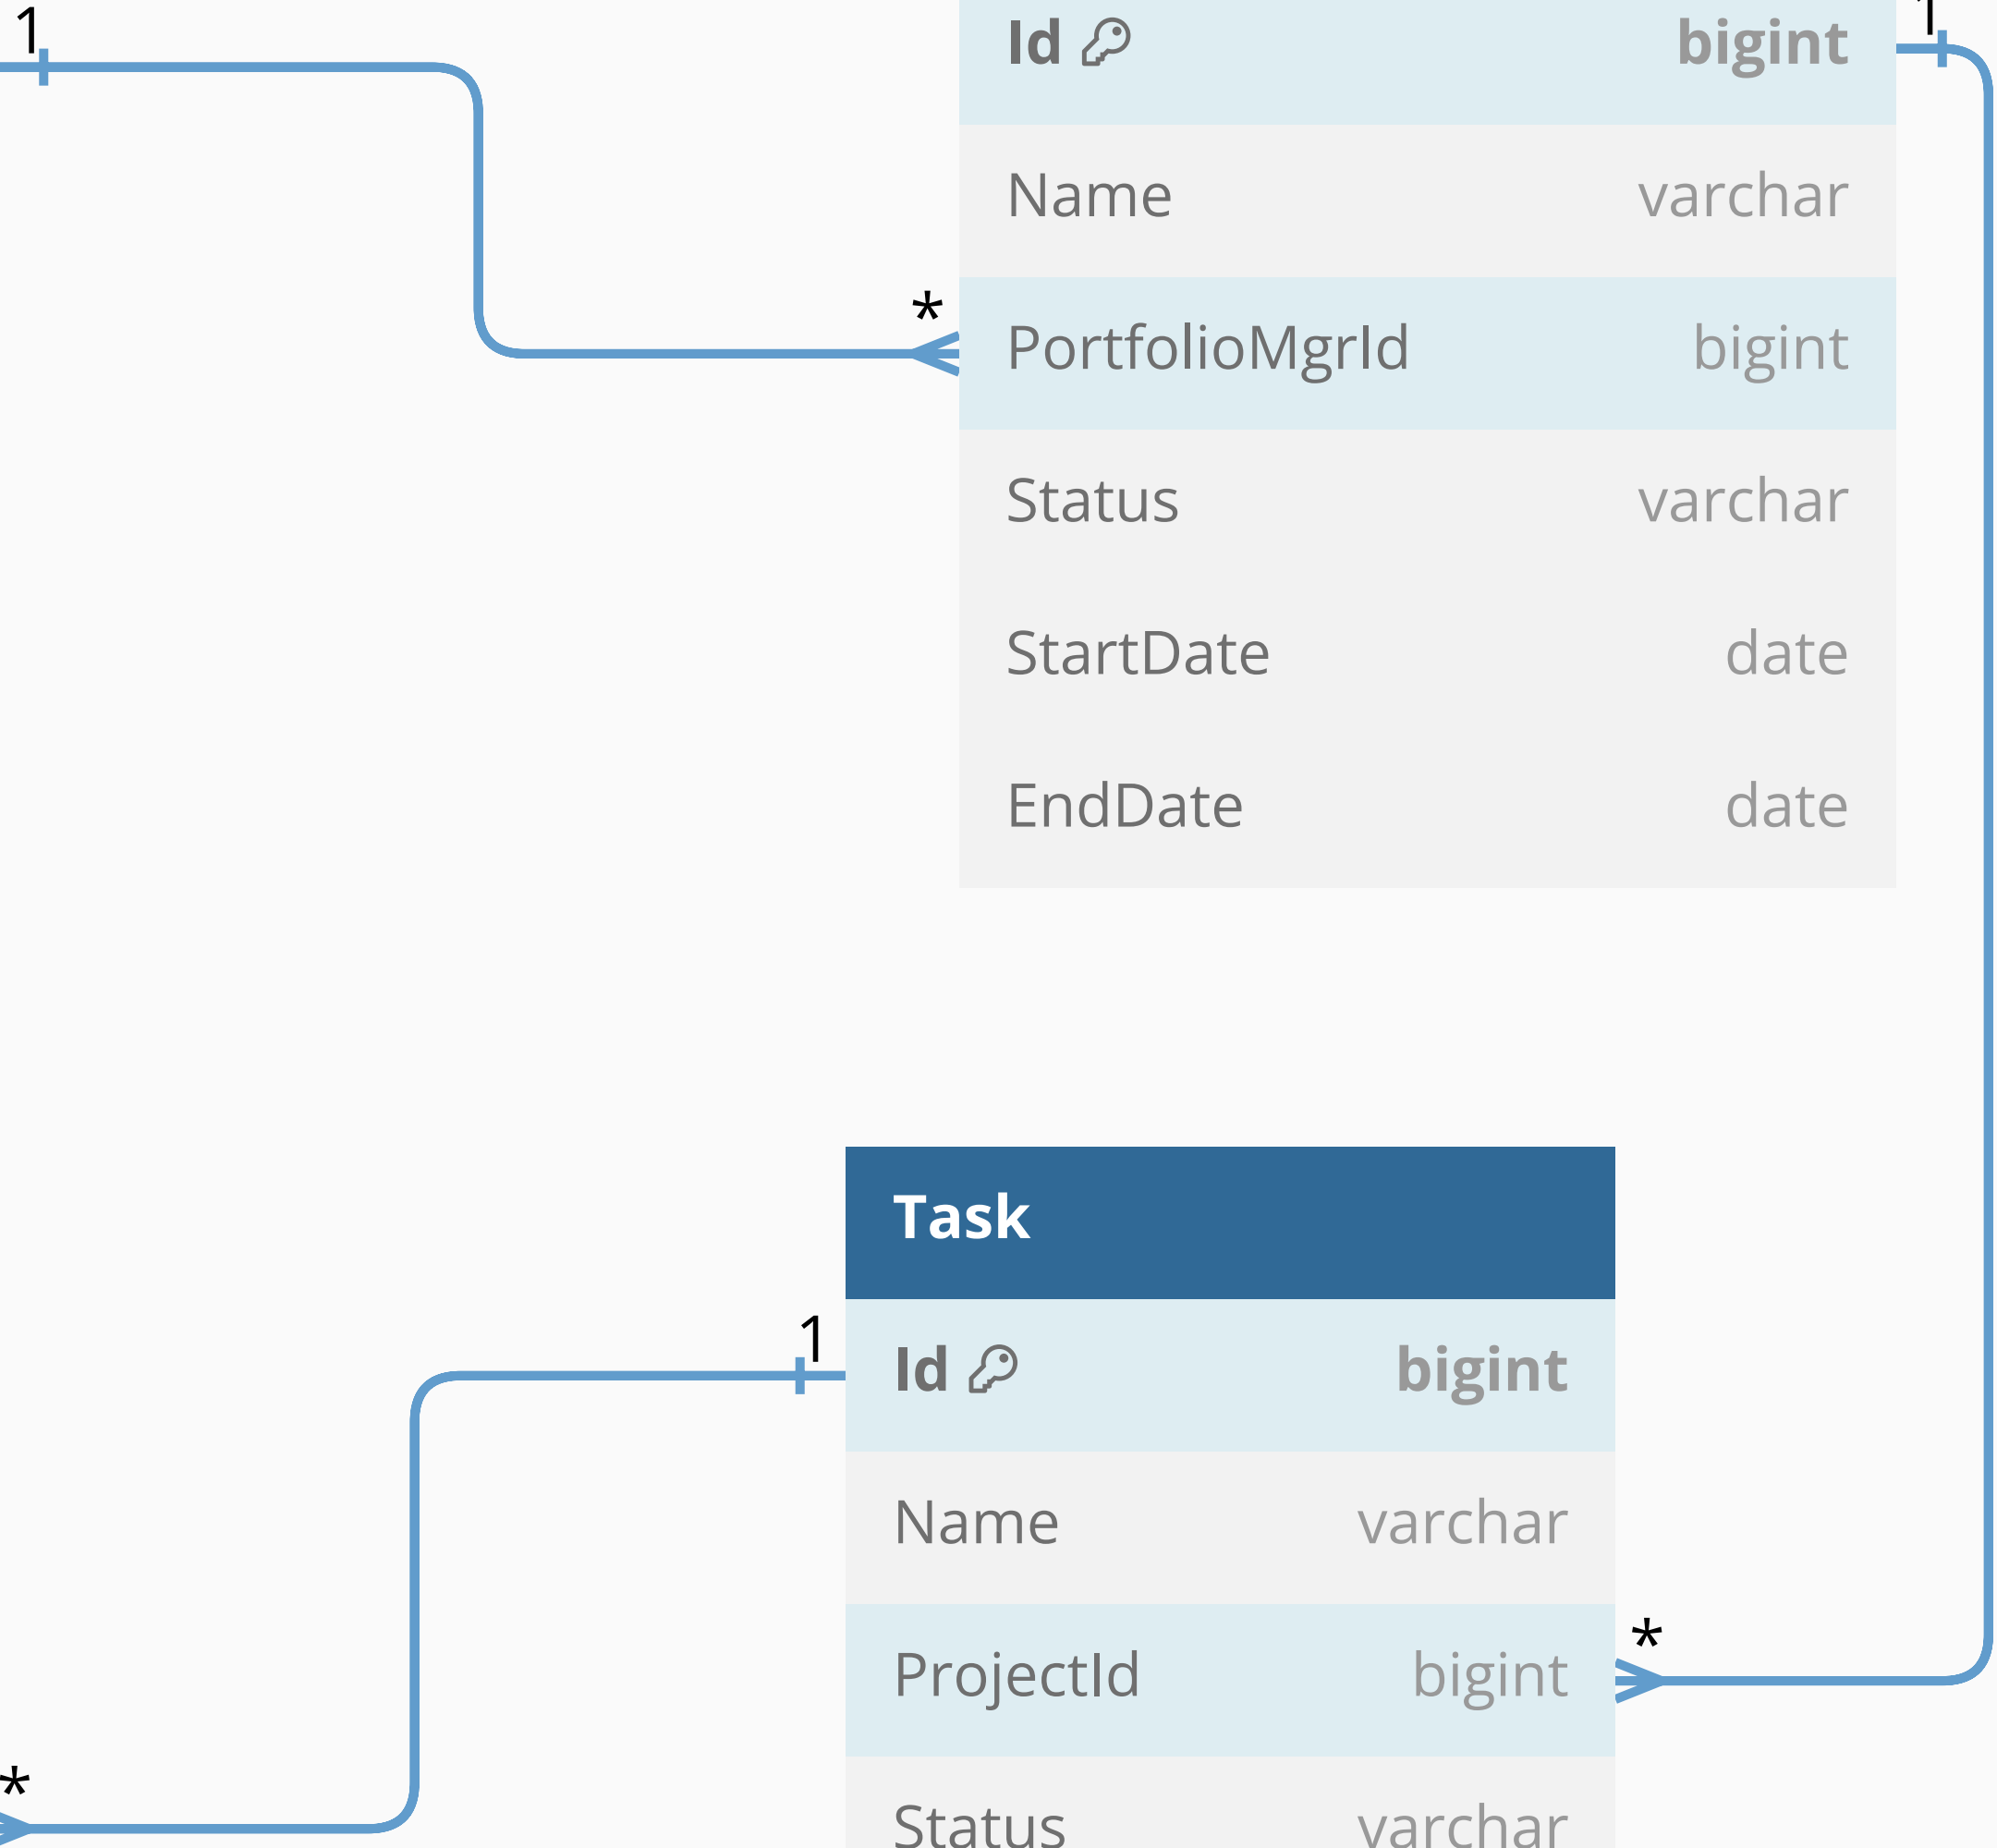 1
Id bigint
1
Name varchar
*
PortfolioMgrId bigint
Status varchar
StartDate date
EndDate date
Task
1
Id bigint
Name varchar
*
ProjectId bigint
*
Status varchar